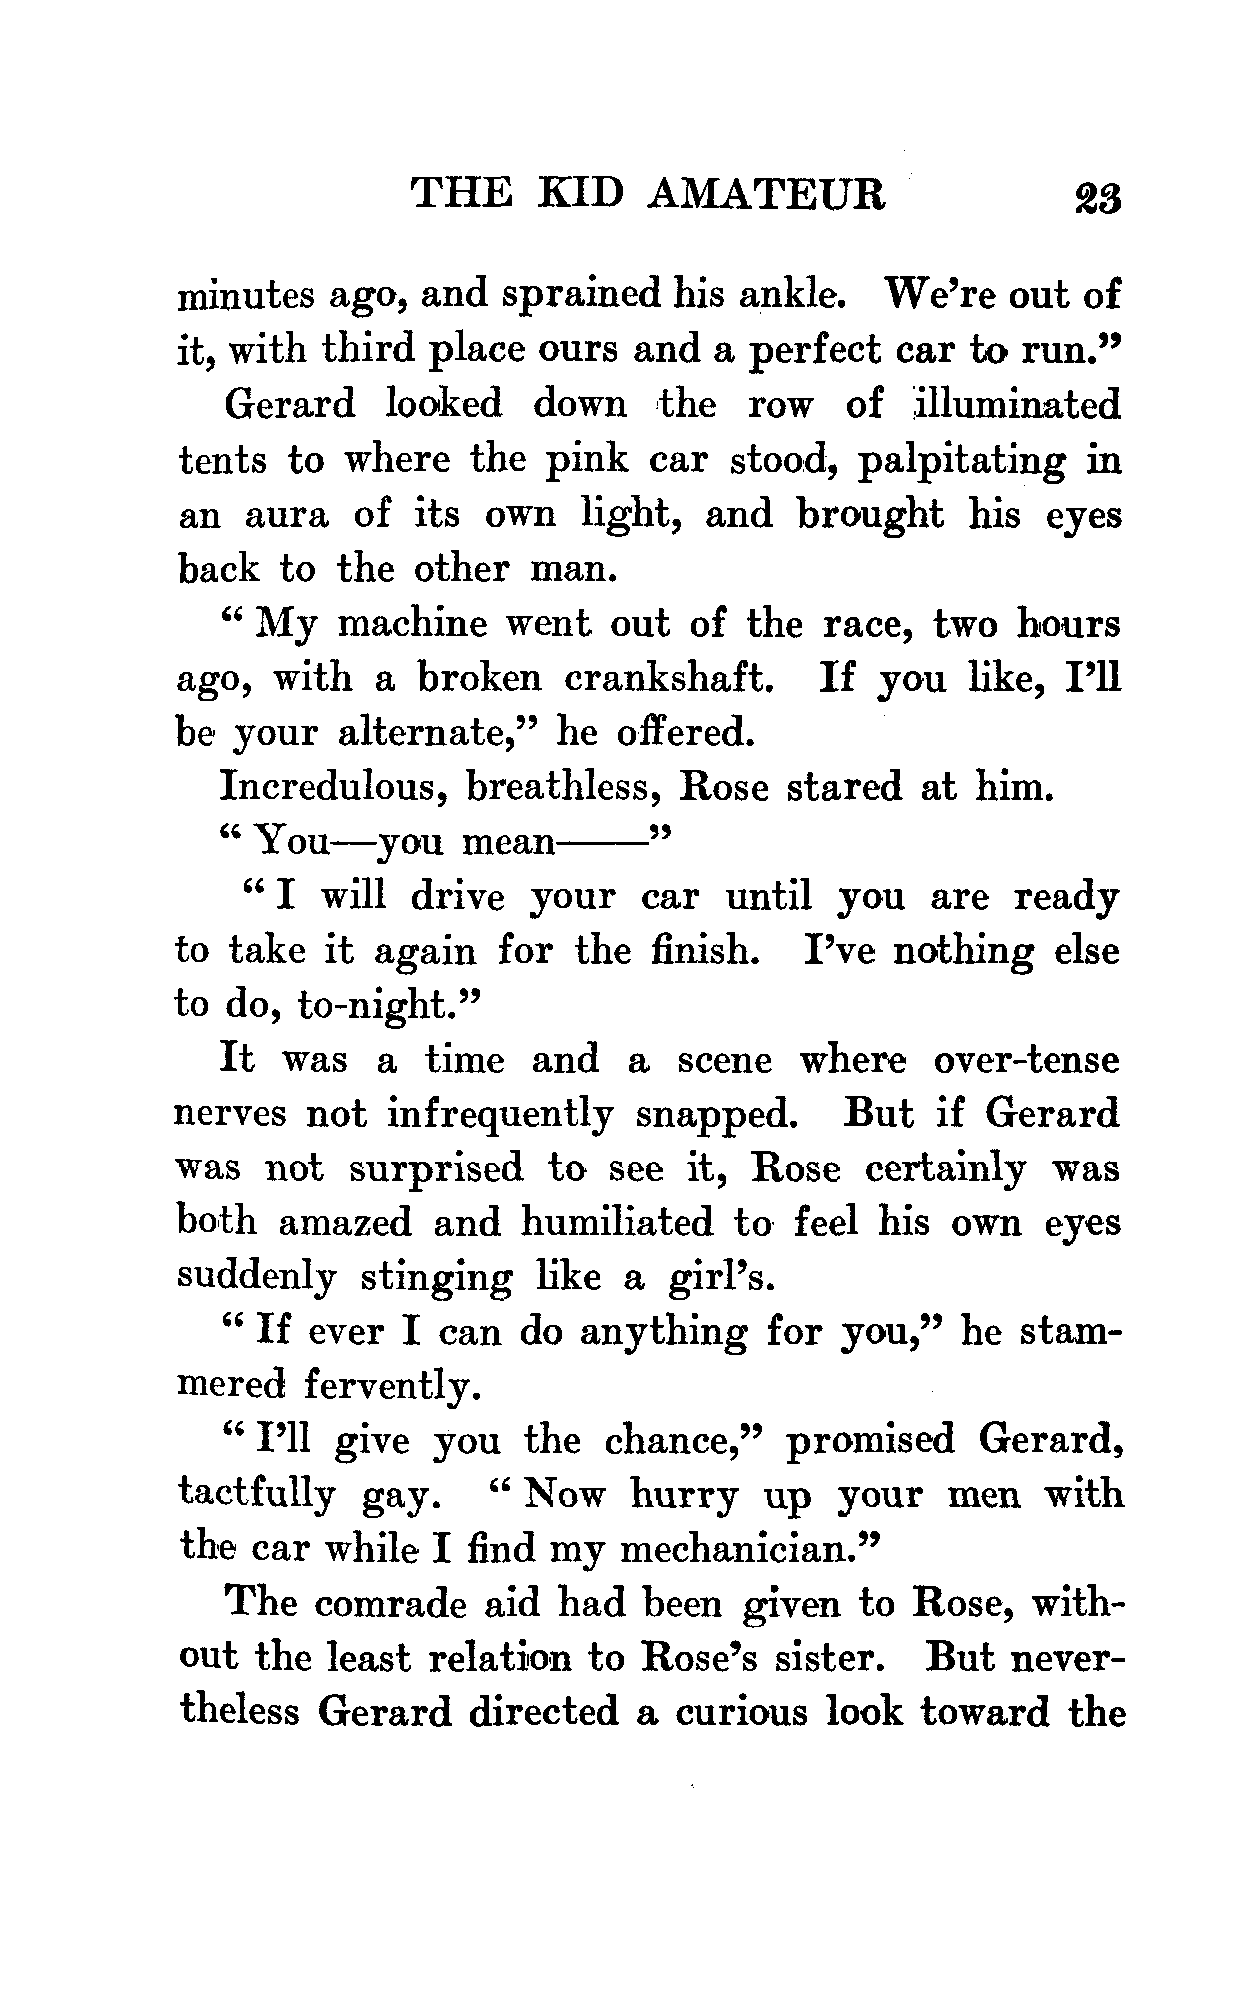 THE KID AMATEUR 23
minutes ago, and sprained his ankle. We're out of
it, with third place ours and a perfect car to run."
Gerard looked down the row of illuminated
tents to where the pink car stood, palpitating in
an aura of its own light, and brought his eyes
back to the other man.
"My machine went out of the race, two hours
ago, with a broken crankshaft. If you like, I'll
be your alternate," he offered.
Incredulous, breathless, Rose stared at him.
"You—you mean——"
"I will drive your car until you are ready
to take it again for the finish. I've nothing else
to do, to-night."
It was a time and a scene where over-tense
nerves not infrequently snapped. But if Gerard
was not surprised to see it, Rose certainly was
both amazed and humiliated to feel his own eyes
suddenly stinging like a girl's.
"If ever I can do anything for you," he stam-
mered fervently.
"I'll give you the chance," promised Gerard,
tactfully gay. "Now hurry up your men with
the car while I find my mechanician."
The comrade aid had been given to Rose, with-
out the least relation to Rose's sister. But never-
theless Gerard directed a curious look toward the